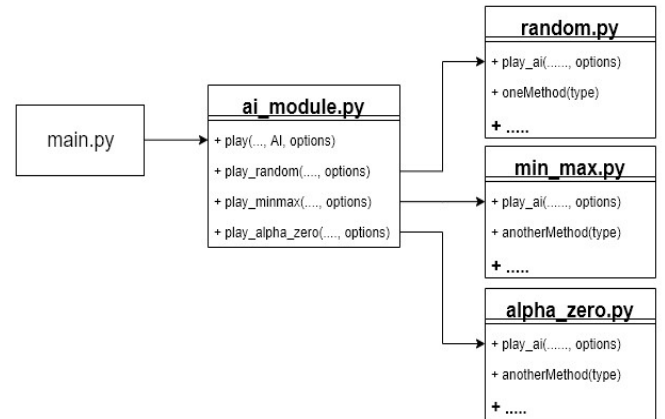 main.py
ai_module.py
+ play(..., AI, options)
+ play_random(...., options)
+ play_minmax(...., options)
+ play_alpha_zero(...., options)
random.py
+ play_ai(......, options)
+ oneMethod(type)
+ .....
min_max.py
+ play_ai(......, options)
+ anotherMethod(type)
+ .....
alpha_zero.py
+ play_ai(......, options)
+ anotherMethod(type)
+ .....